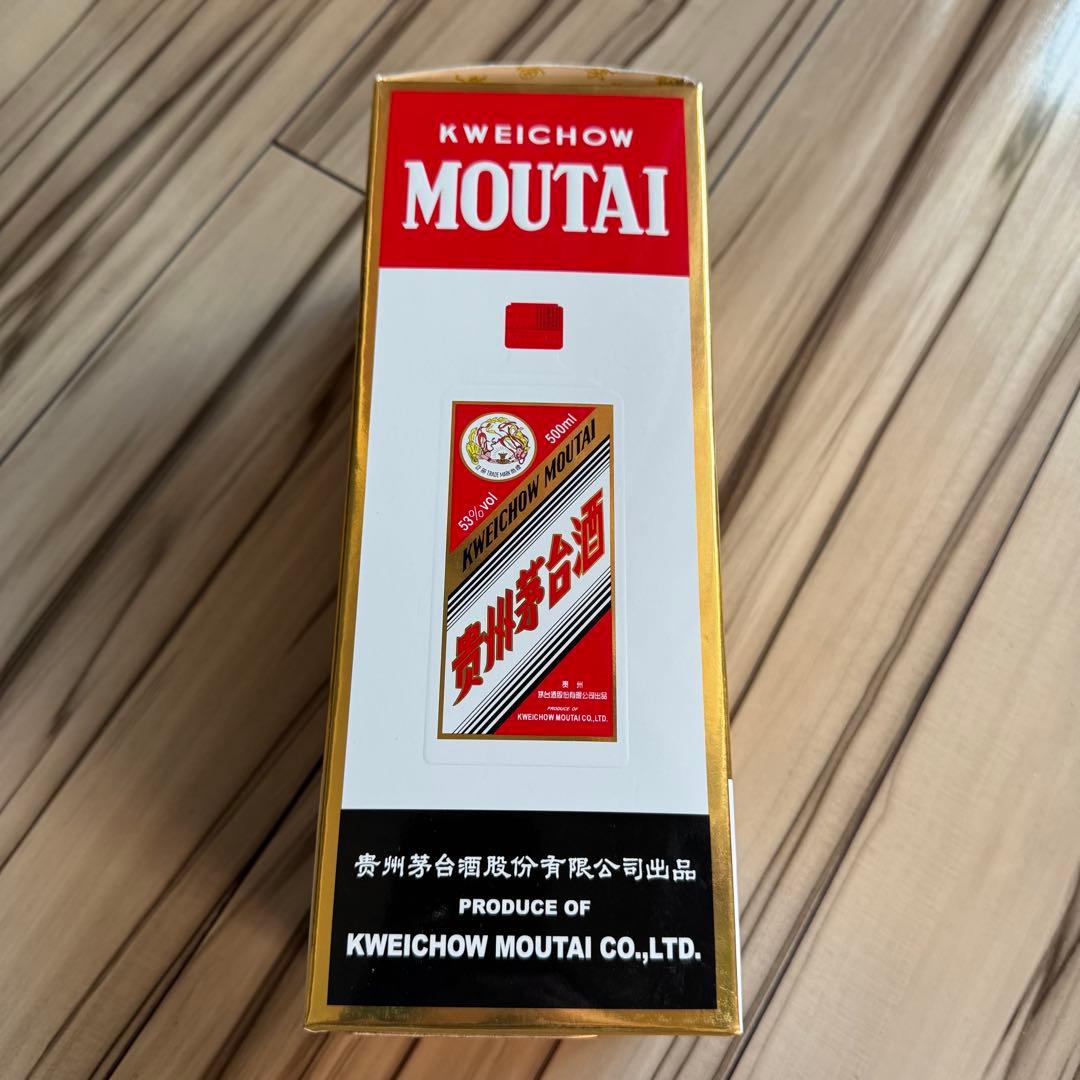 KWEICHOW
MOUTAI
500ml
TRADE MARK
53%vol
KWEICHOW MOUTAI
贵州茅台酒
贵 州
茅台酒股份有限公司出品
PRODUCE OF
KWEICHOW MOUTAI CO.,LTD.
贵州茅台酒股份有限公司出品
PRODUCE OF
KWEICHOW MOUTAI CO.,LTD.